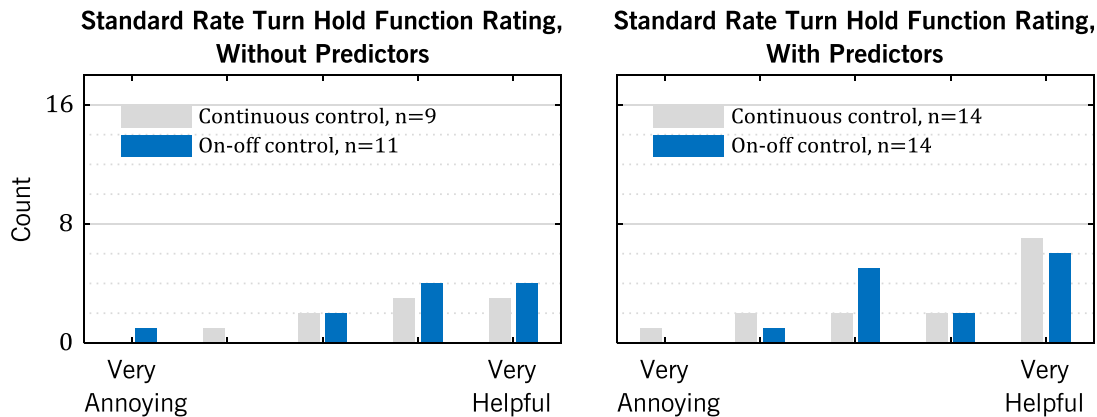 Standard Rate Turn Hold Function Rating,
Without Predictors
16
8
0
Count
Continuous control, n=9
On-off control, n=11
Very
Annoying
Very
Helpful
Standard Rate Turn Hold Function Rating,
With Predictors
Continuous control, n=14
On-off control, n=14
Very
Annoying
Very
Helpful